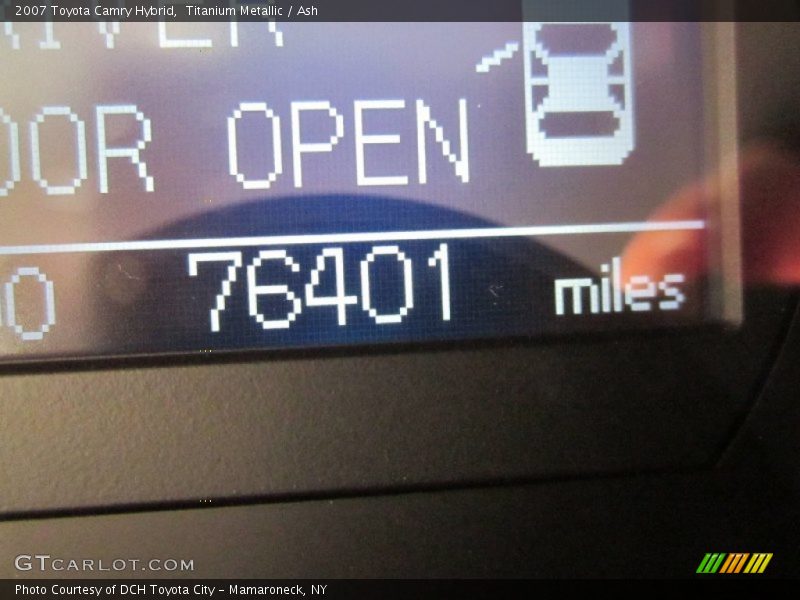 2007 Toyota Camry Hybrid, Titanium Metallic / Ash
DRIVER
OOR OPEN
O 76401 miles
GTCARLOT.COM
Photo Courtesy of DCH Toyota City - Mamaroneck, NY